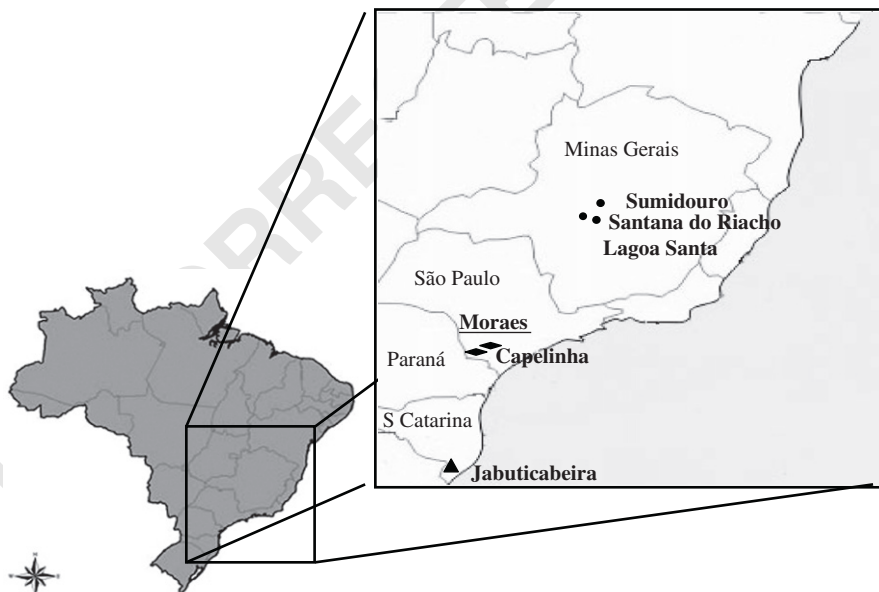 Minas Gerais
Sumidouro
Santana do Riacho
Lagoa Santa
São Paulo
Moraes
Paraná
Capelinha
S Catarina
Jabuticabeira